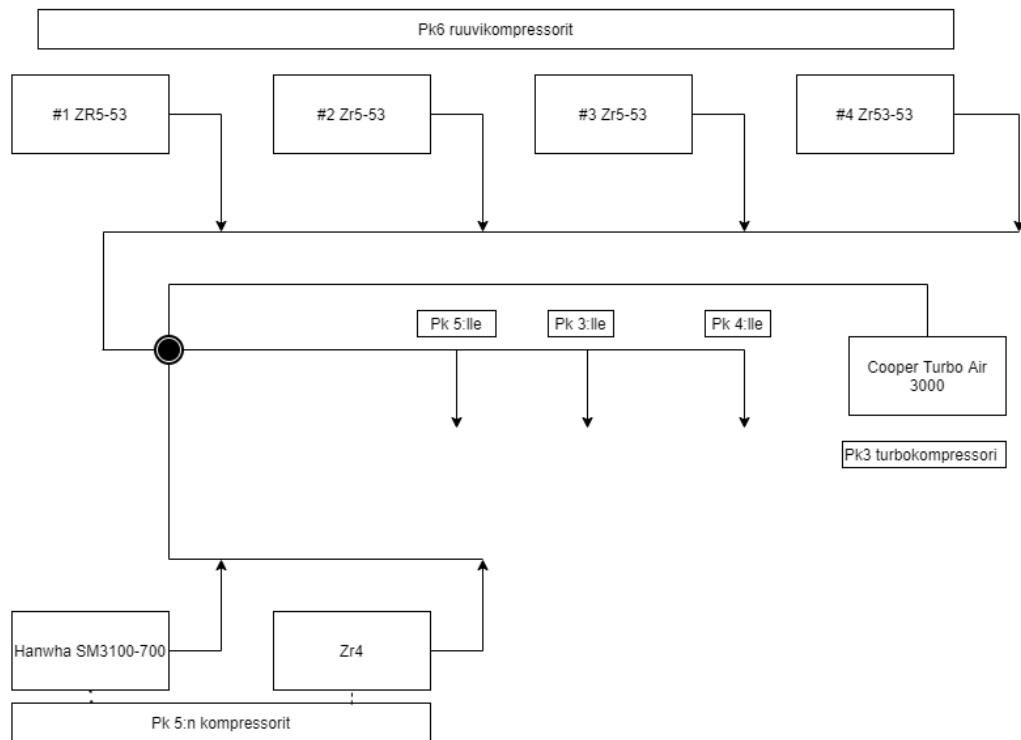 Pk6 ruuvikompressorit
#1 ZR5-53
#2 Zr5-53
#3 Zr5-53
#4 Zr53-53
Pk 5:lle
Pk 3:lle
Pk 4:lle
Cooper Turbo Air
3000
Pk3 turbokompressori
Hanwha SM3100-700
Zr4
Pk 5:n kompressorit